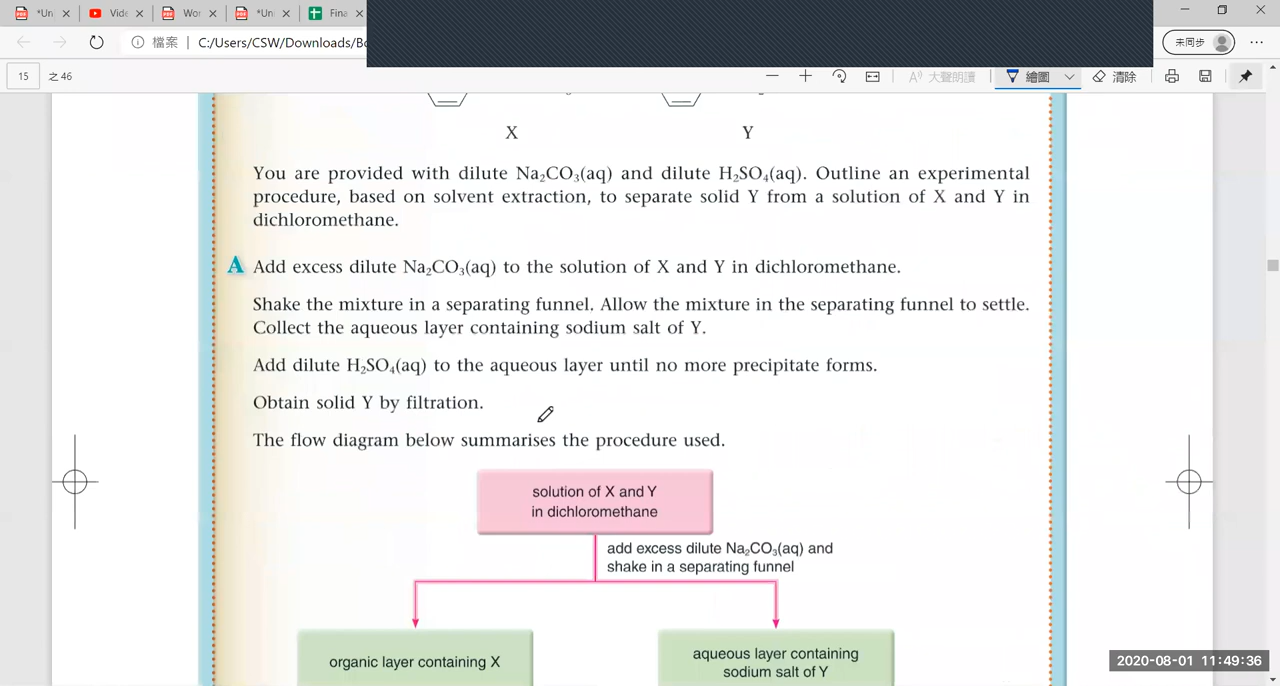 *Un
Vide
Wor
*Un
Fina
檔案
C:/Users/CSW/Downloads/Bo
未同步
15 之 46
大聲朗讀
繪圖
清除
X Y
You are provided with dilute Na₂CO₃(aq) and dilute H₂SO₄(aq). Outline an experimental
procedure, based on solvent extraction, to separate solid Y from a solution of X and Y in
dichloromethane.
A Add excess dilute Na₂CO₃(aq) to the solution of X and Y in dichloromethane.
Shake the mixture in a separating funnel. Allow the mixture in the separating funnel to settle.
Collect the aqueous layer containing sodium salt of Y.
Add dilute H₂SO₄(aq) to the aqueous layer until no more precipitate forms.
Obtain solid Y by filtration.
The flow diagram below summarises the procedure used.
solution of X and Y
in dichloromethane
add excess dilute Na₂CO₃(aq) and
shake in a separating funnel
organic layer containing X
aqueous layer containing
sodium salt of Y
2020-08-01 11:49:36